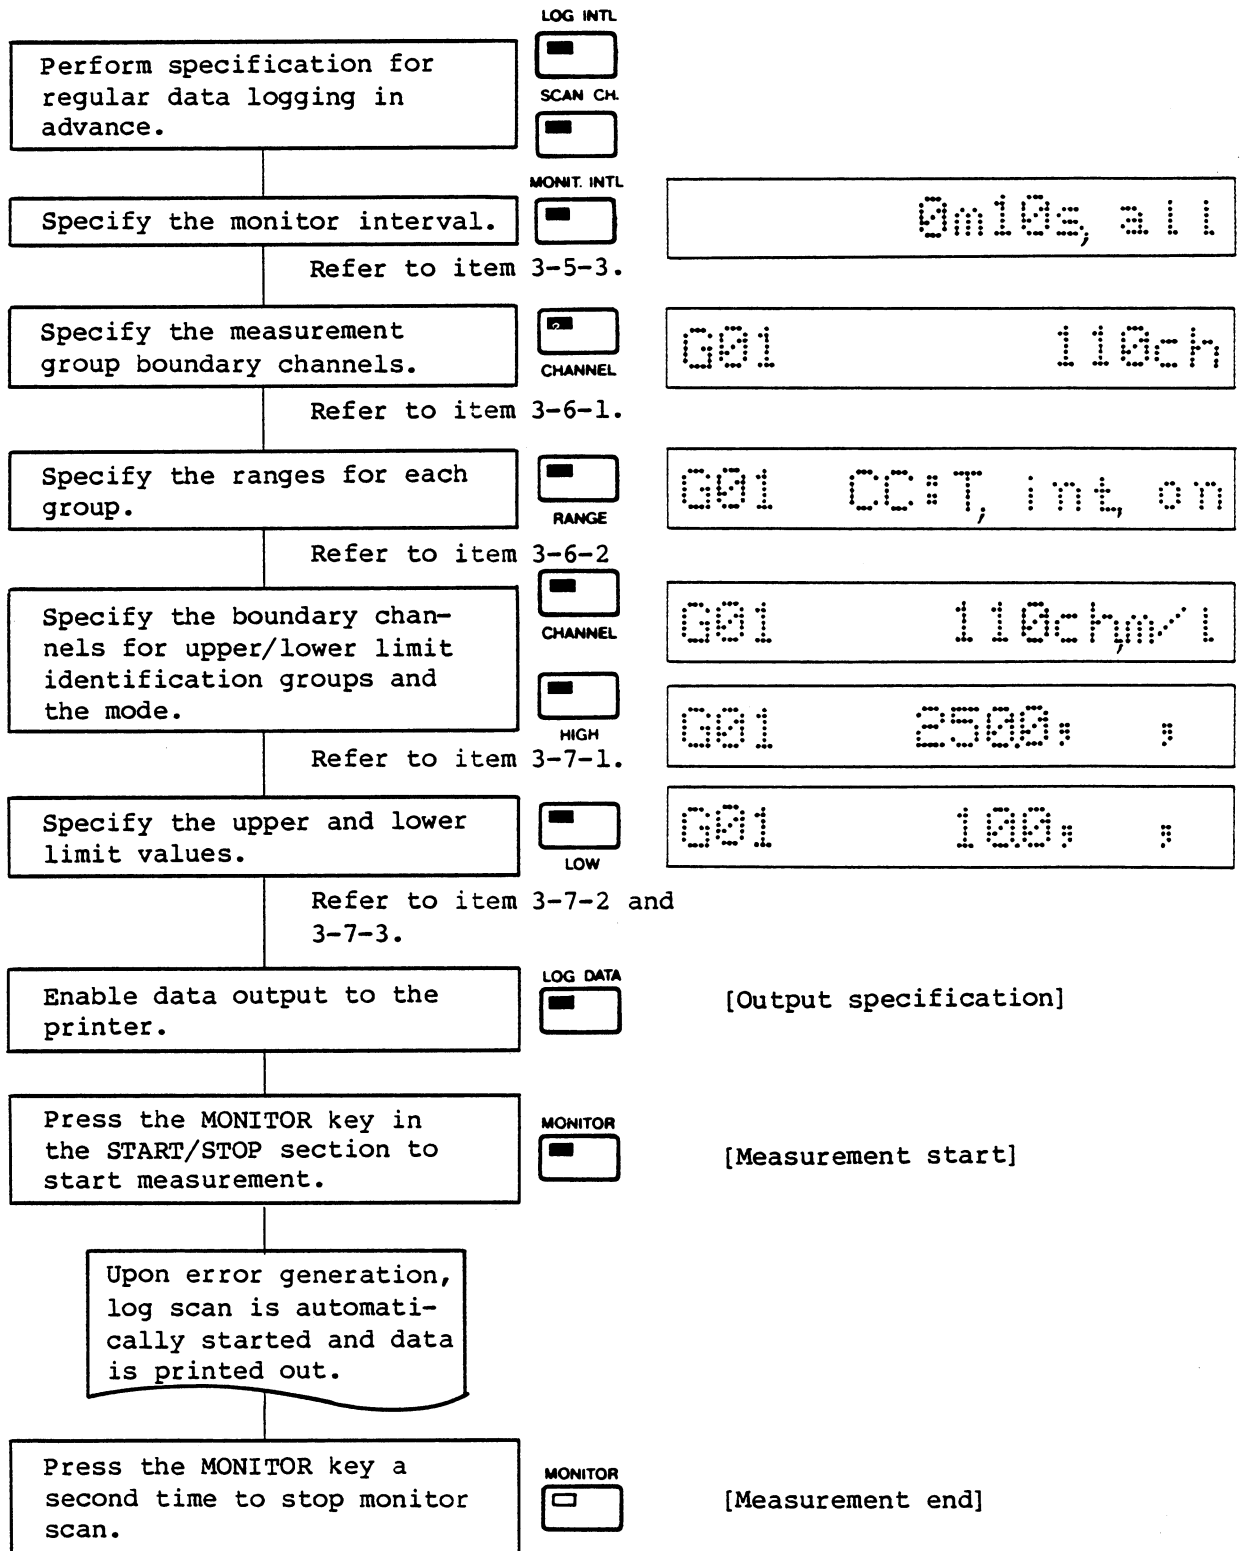 LOG INTL
Perform specification for
regular data logging in
advance.
SCAN CH.
MONIT. INTL
Specify the monitor interval.
0m10s, all
Refer to item 3-5-3.
Specify the measurement
group boundary channels.
CHANNEL
G01 110ch
Refer to item 3-6-1.
Specify the ranges for each
group.
RANGE
G01 CC:T, int, on
Refer to item 3-6-2
Specify the boundary chan-
nels for upper/lower limit
identification groups and
the mode.
CHANNEL
G01 110ch,m/l
HIGH
G01 250.0, ,
Refer to item 3-7-1.
Specify the upper and lower
limit values.
LOW
G01 10.0, ,
Refer to item 3-7-2 and
3-7-3.
LOG DATA
Enable data output to the
printer.
[Output specification]
Press the MONITOR key in
the START/STOP section to
start measurement.
MONITOR
[Measurement start]
Upon error generation,
log scan is automati-
cally started and data
is printed out.
Press the MONITOR key a
second time to stop monitor
scan.
MONITOR
[Measurement end]